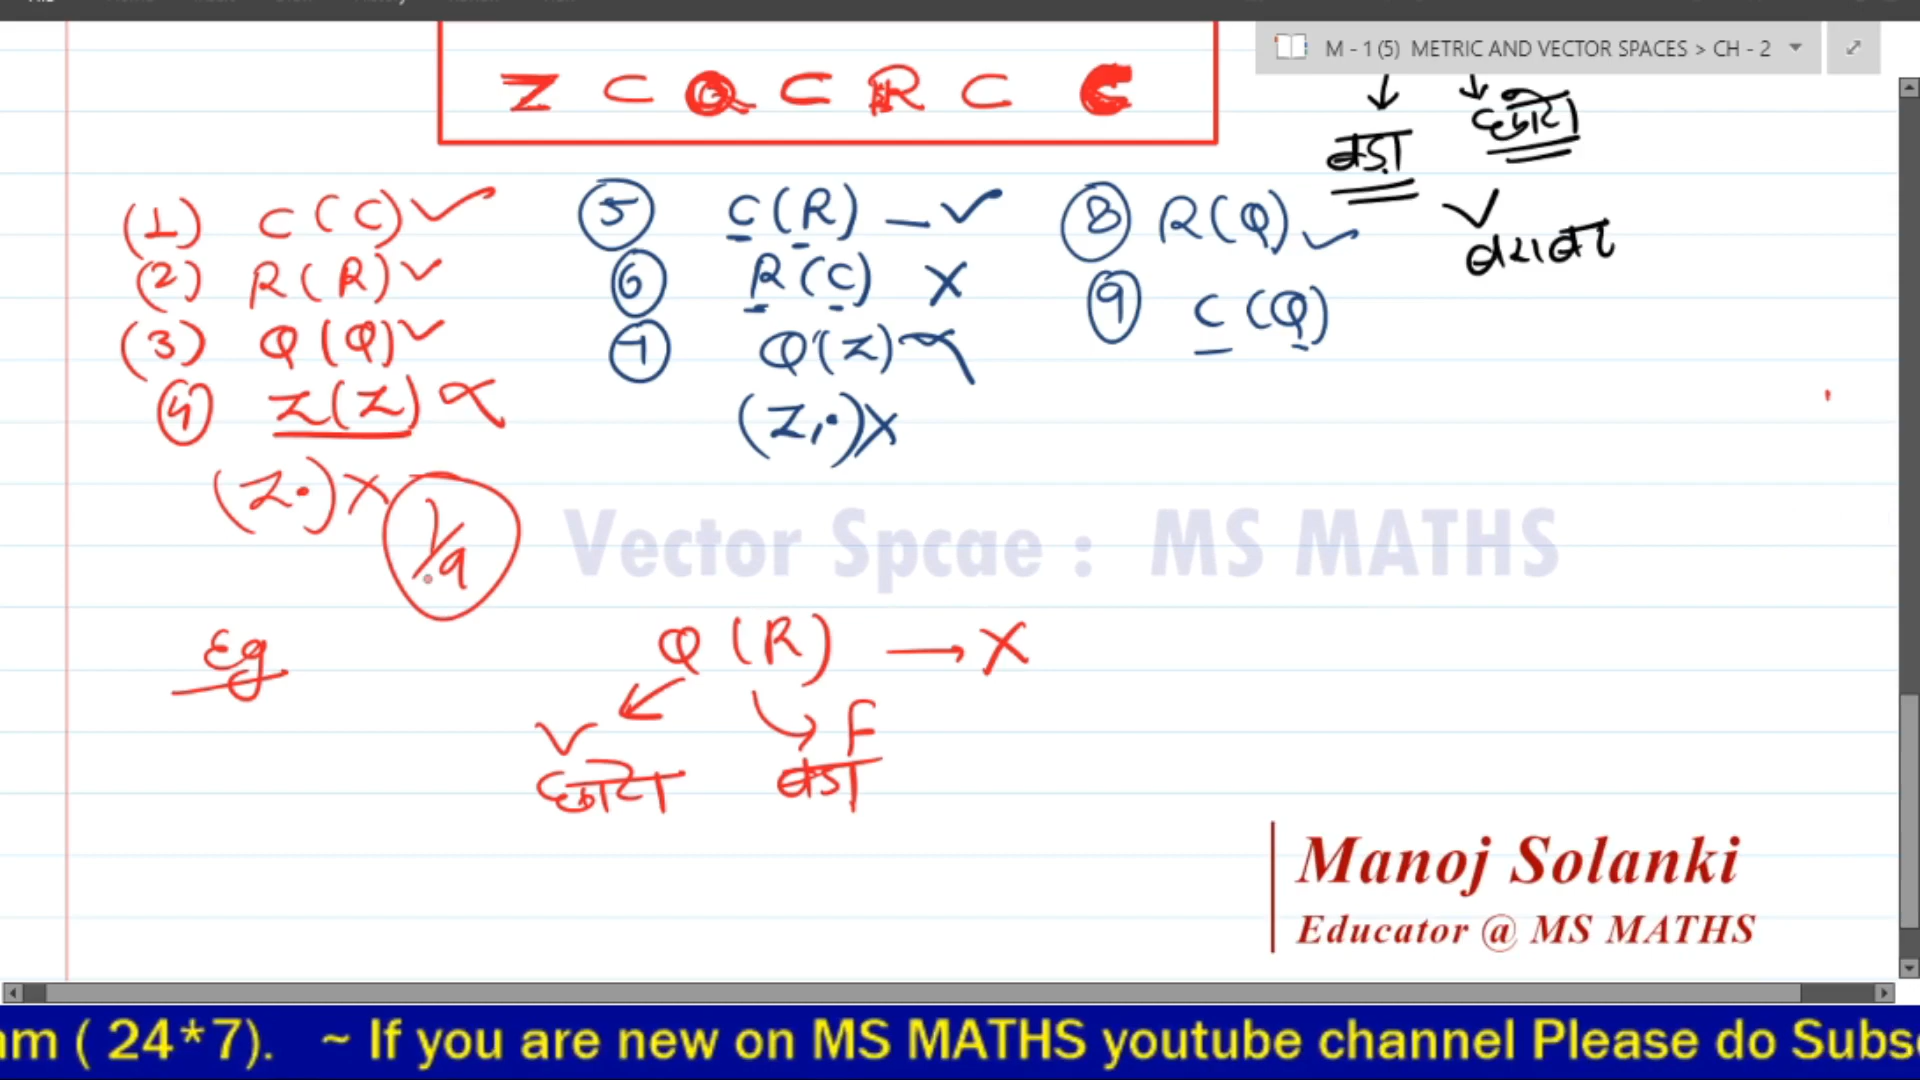 M - 1 (5) METRIC AND VECTOR SPACES > CH - 2
Z ⊂ Q ⊂ R ⊂ C
बड़ा
छोटा
बराबर
(1) C (C) ✓
(2) R (R) ✓
(3) Q (Q) ✓
(4) Z (Z) ×
(Z ·) X
1/a
(5) C (R) – ✓
(6) R (C) X
(7) Q (Z) ×
(Z, ·) X
(8) R (Q) ✓
(9) C (Q)
Vector Spcae : MS MATHS
Eg
Q (R) → X
V
F
छोटा
बड़ा
Manoj Solanki
Educator @ MS MATHS
am ( 24*7). ~ If you are new on MS MATHS youtube channel Please do Subs